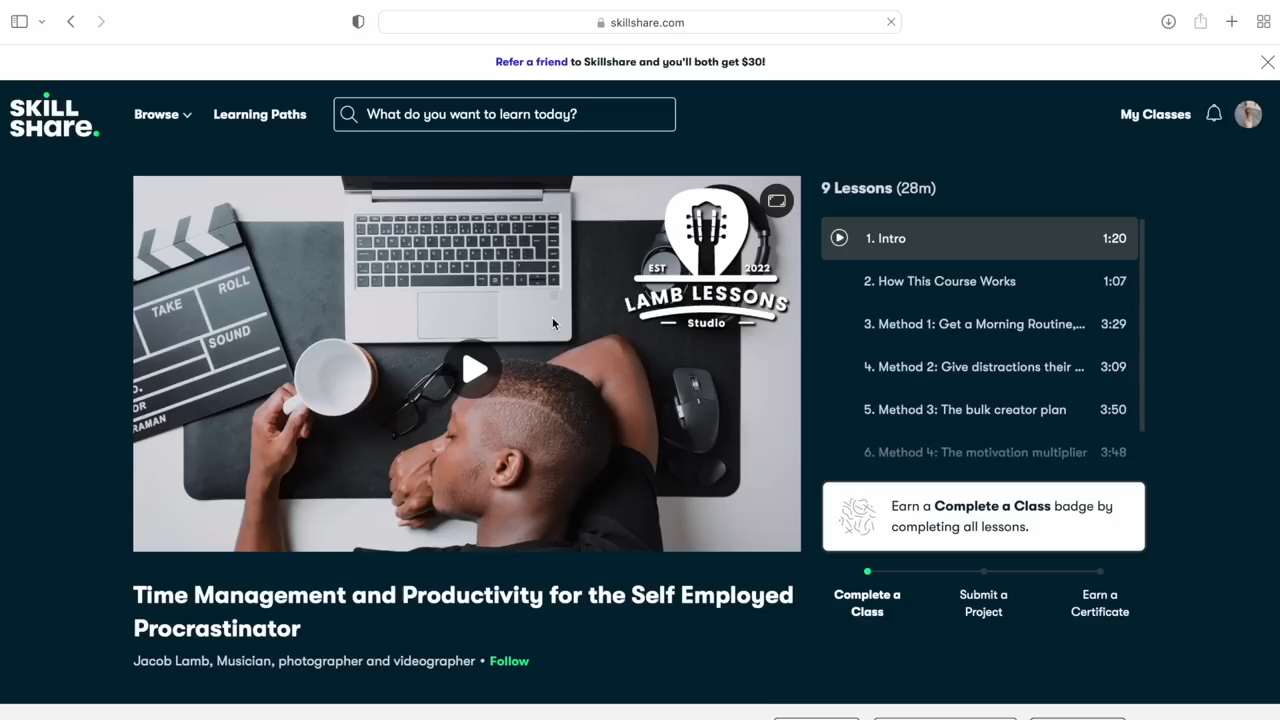 skillshare.com
Refer a friend to Skillshare and you'll both get $30!
SKILL
SHARE.
Browse
Learning Paths
What do you want to learn today?
My Classes
TAKE
ROLL
SOUND
OR
RAMAN
EST
2022
LAMB LESSONS
Studio
9 Lessons (28m)
1. Intro
1:20
2. How This Course Works
1:07
3. Method 1: Get a Morning Routine,...
3:29
4. Method 2: Give distractions their ...
3:09
5. Method 3: The bulk creator plan
3:50
6. Method 4: The motivation multiplier
3:48
Earn a Complete a Class badge by
completing all lessons.
Complete a
Class
Submit a
Project
Earn a
Certificate
Time Management and Productivity for the Self Employed
Procrastinator
Jacob Lamb, Musician, photographer and videographer • Follow